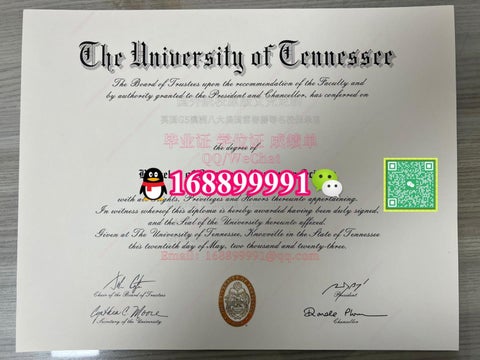 The University of Tennessee
The Board of Trustees upon the recommendation of the Faculty and
by authority granted to the President and Chancellor, has conferred on
毕业证 学位证 成绩单
the degree of
QQ/WeChat
168899991
with all Rights, Privileges and Honors thereunto appertaining.
In witness whereof this diploma is hereby awarded having been duly signed,
and the Seal of the University hereunto affixed.
Given at The University of Tennessee, Knoxville in the State of Tennessee
this twentieth day of May, two thousand and twenty-three.
Email: 168899991@qq.com
Chair of the Board of Trustees
President
Cynthia C. Moore
Secretary of the University
Chancellor